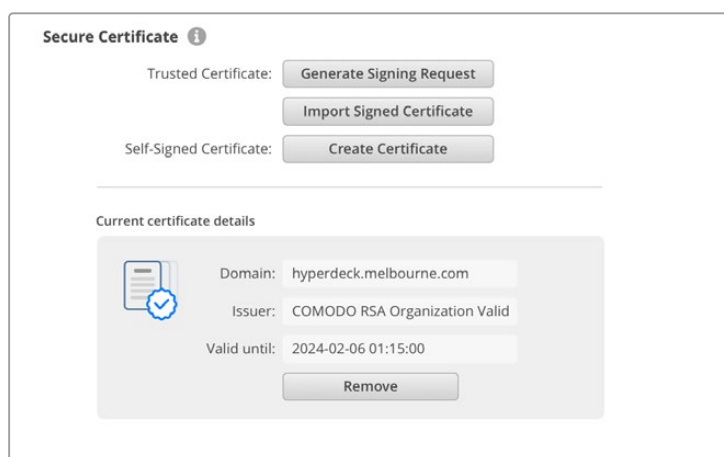 Secure Certificate
Trusted Certificate: Generate Signing Request
Import Signed Certificate
Self-Signed Certificate: Create Certificate
Current certificate details
Domain: hyperdeck.melbourne.com
Issuer: COMODO RSA Organization Valid
Valid until: 2024-02-06 01:15:00
Remove